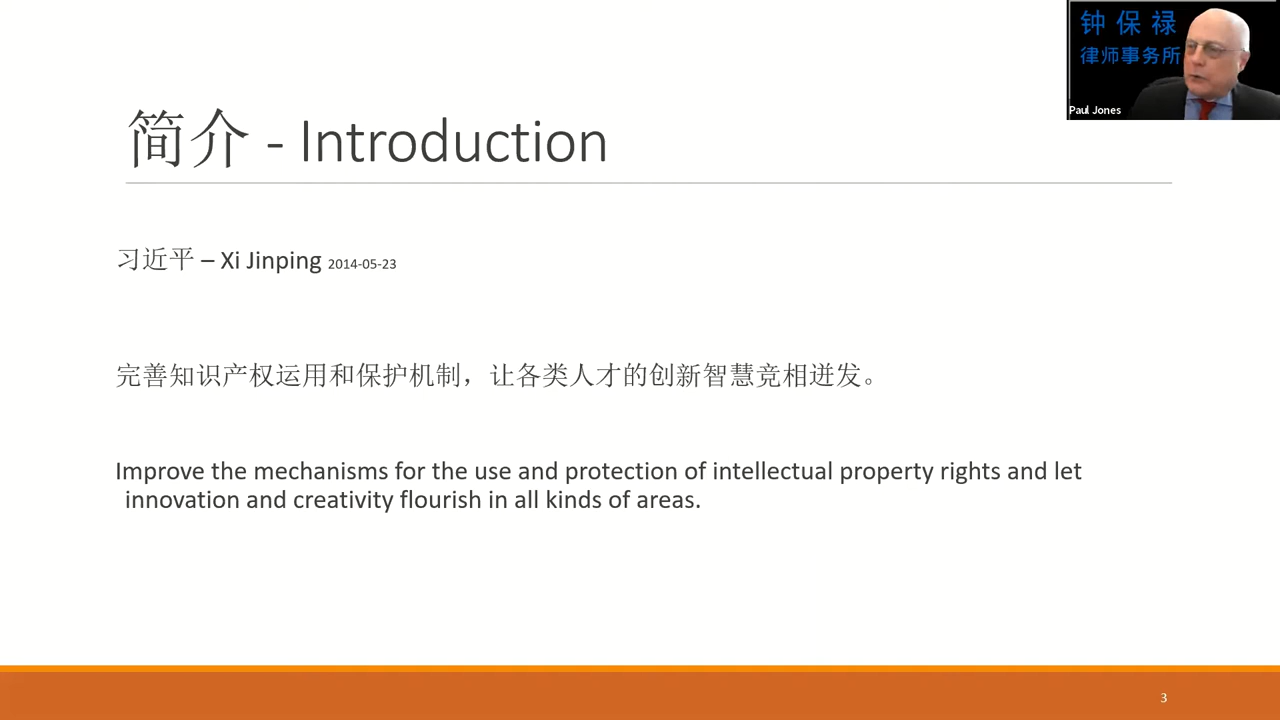 钟保禄
律师事务所
Paul Jones
简介 - Introduction
习近平 – Xi Jinping 2014-05-23
完善知识产权运用和保护机制，让各类人才的创新智慧竞相迸发。
Improve the mechanisms for the use and protection of intellectual property rights and let
innovation and creativity flourish in all kinds of areas.
3